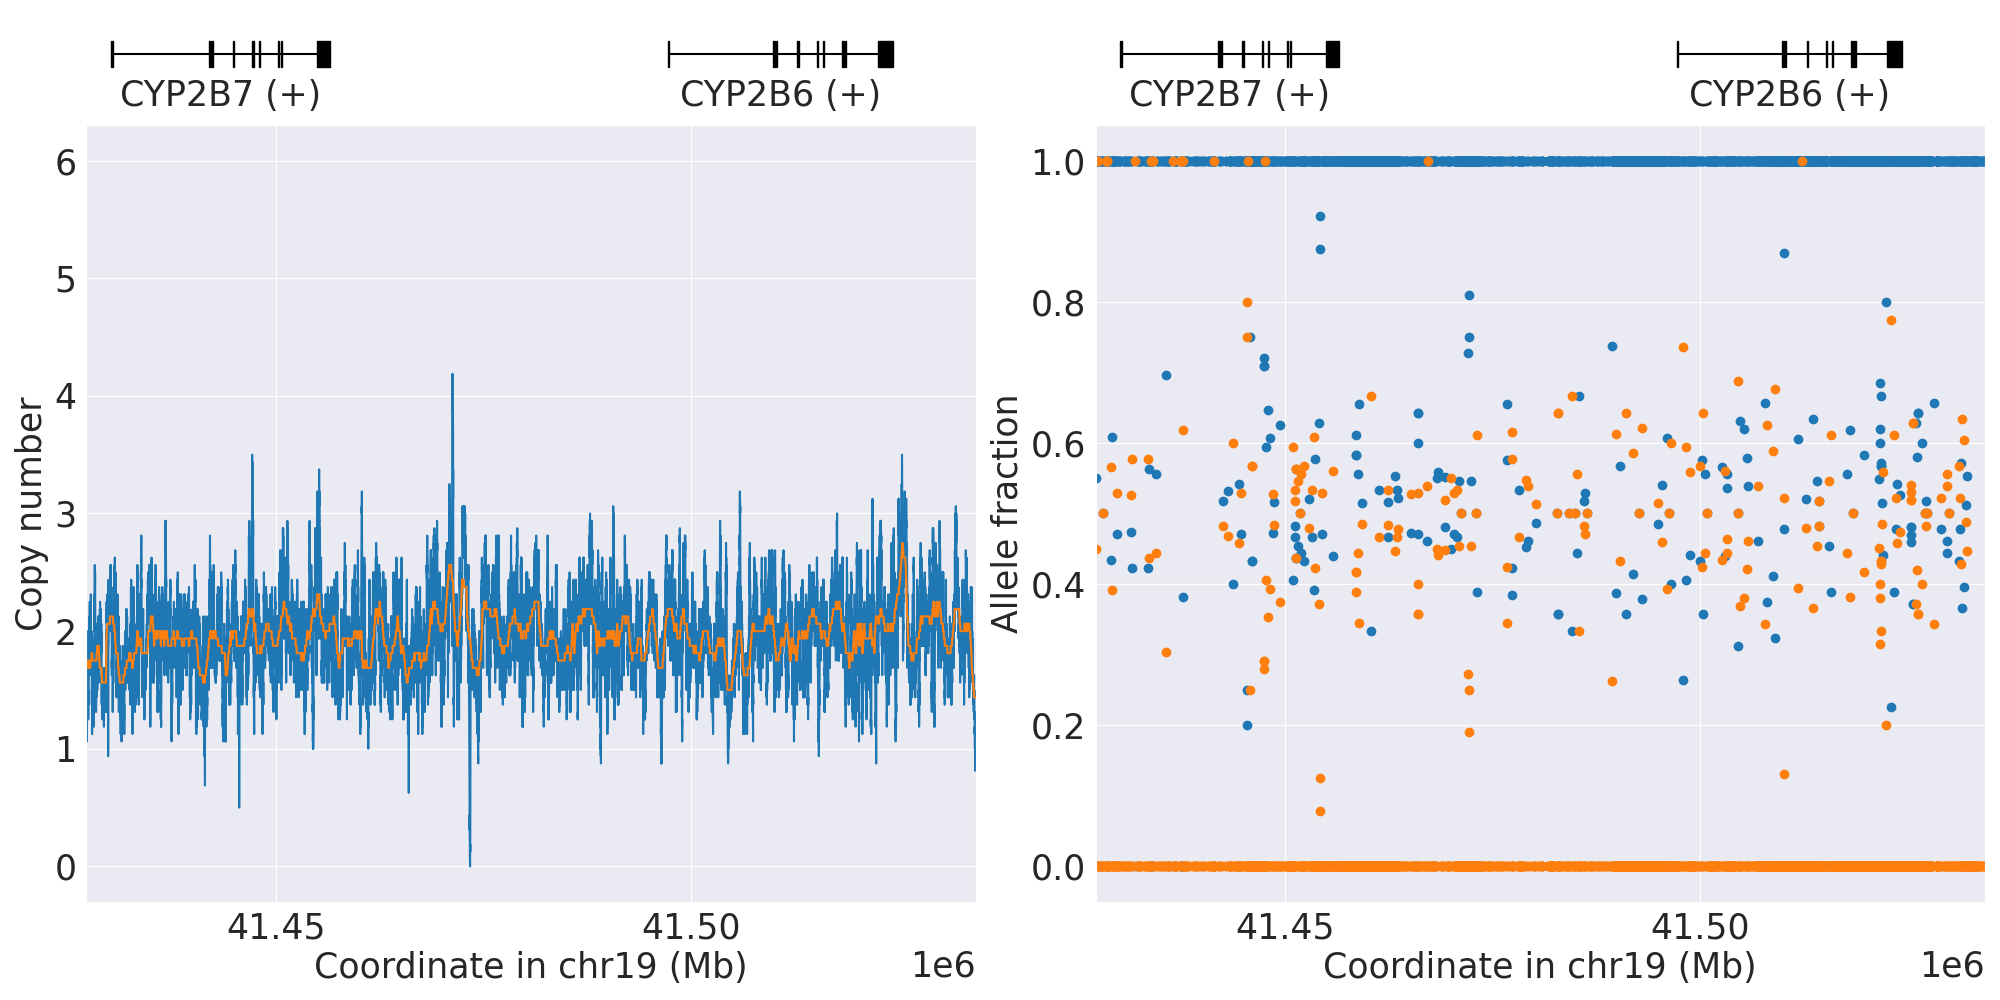 CYP2B7 (+)
CYP2B6 (+)
CYP2B7 (+)
CYP2B6 (+)
Copy number
6
5
4
3
2
1
0
41.45
41.50
Coordinate in chr19 (Mb)
1e6
Allele fraction
1.0
0.8
0.6
0.4
0.2
0.0
41.45
41.50
Coordinate in chr19 (Mb)
1e6